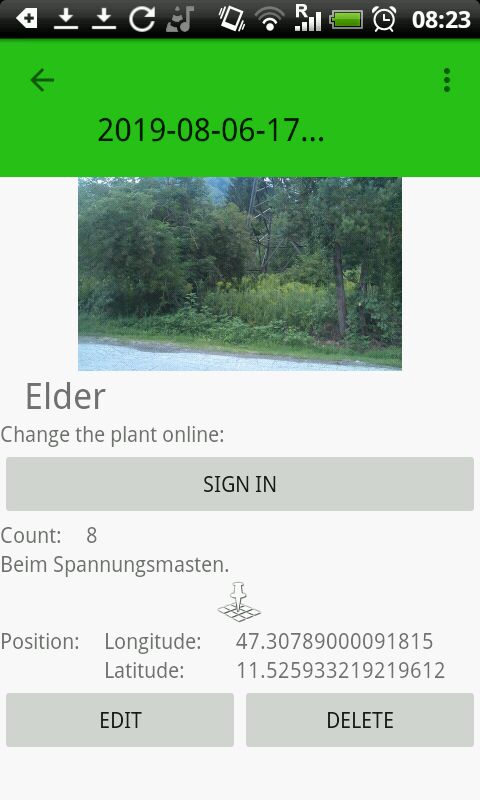 R 08:23
2019-08-06-17...
Elder
Change the plant online:
SIGN IN
Count: 8
Beim Spannungsmasten.
Position: Longitude: 47.30789000091815
Latitude: 11.525933219219612
EDIT DELETE